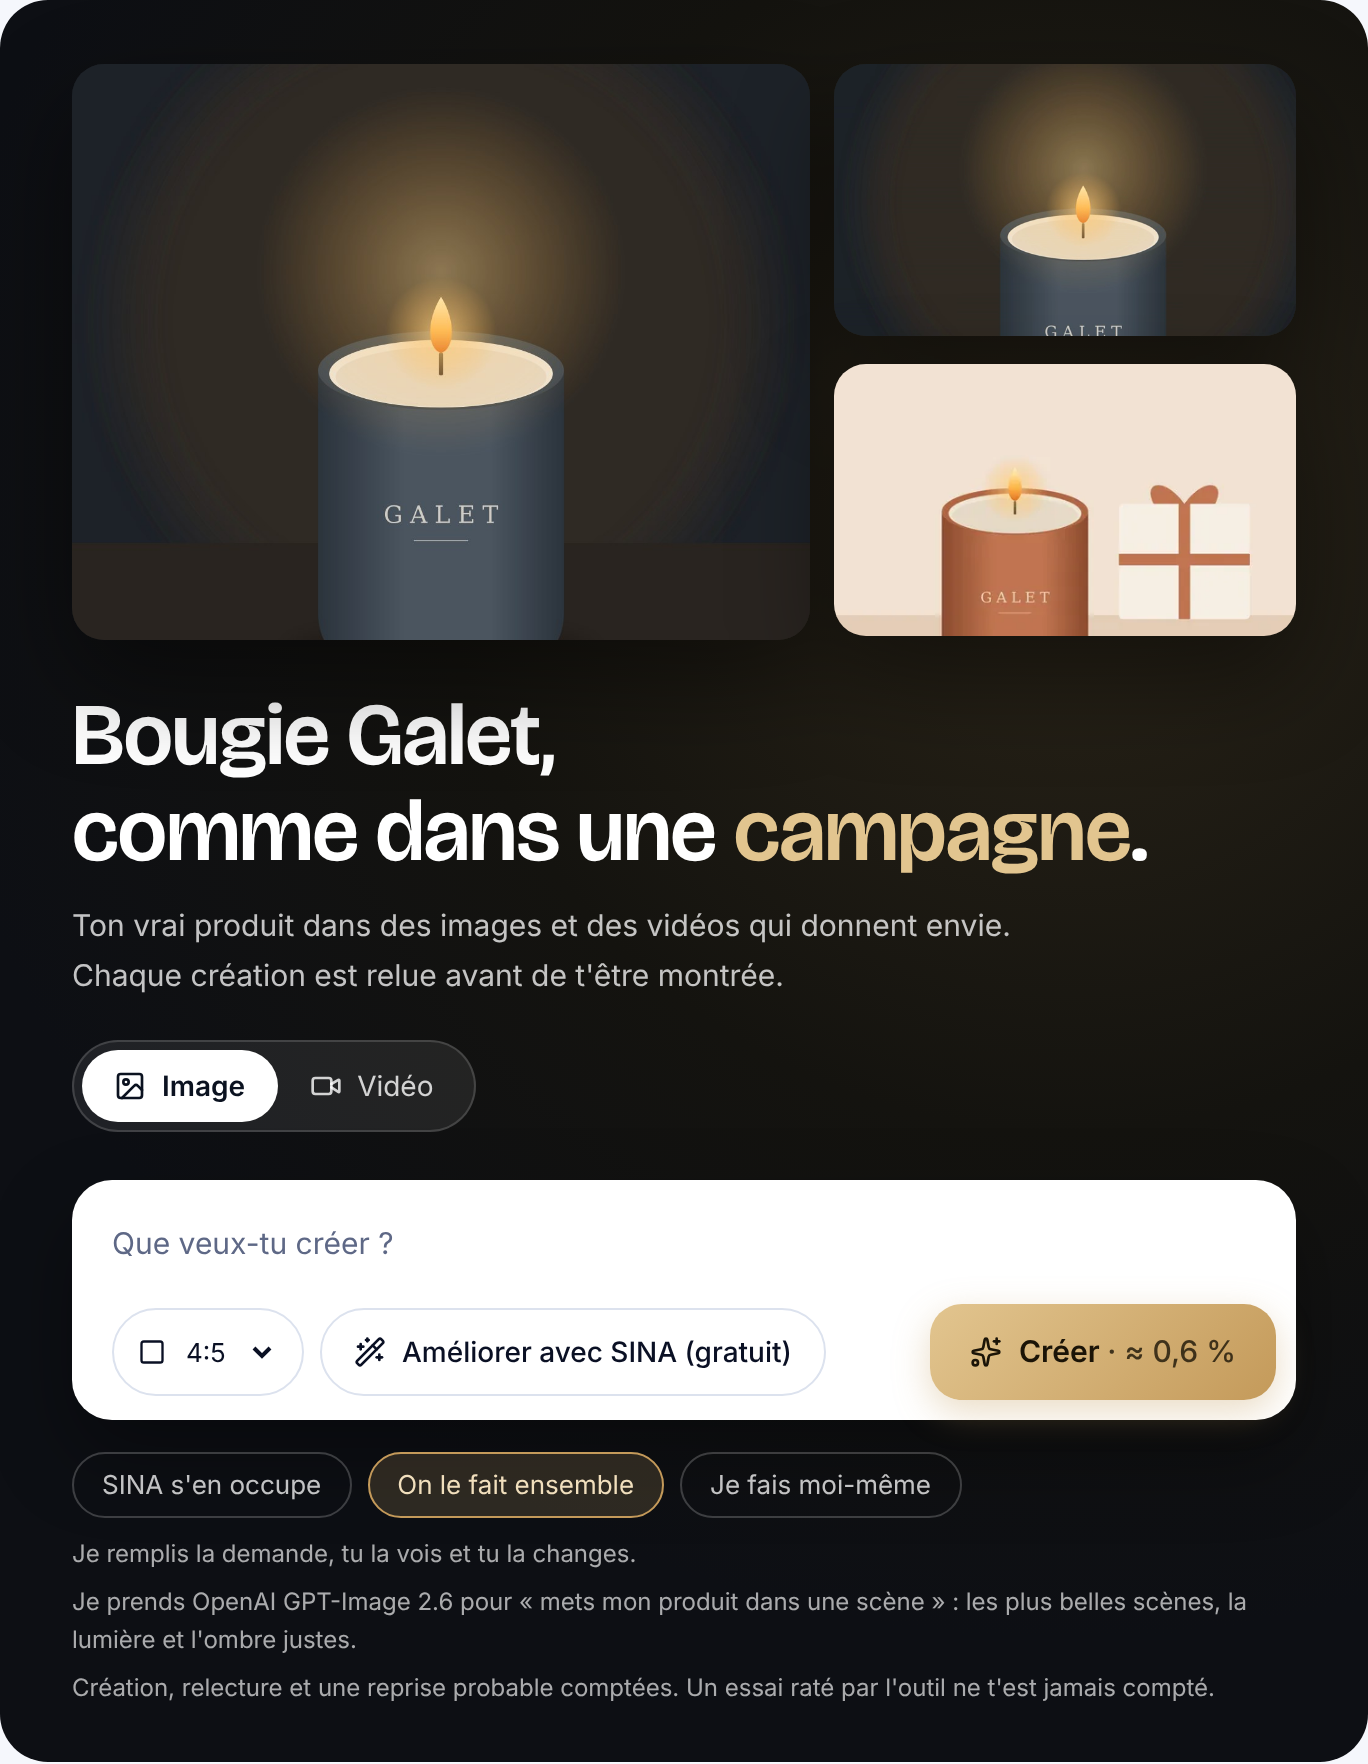 GALET
GALET
GALET
Bougie Galet,
comme dans une campagne.
Ton vrai produit dans des images et des vidéos qui donnent envie.
Chaque création est relue avant de t'être montrée.
Image
Vidéo
Que veux-tu créer ?
4:5
Améliorer avec SINA (gratuit)
Créer · ≈ 0,6 %
SINA s'en occupe
On le fait ensemble
Je fais moi-même
Je remplis la demande, tu la vois et tu la changes.
Je prends OpenAI GPT-Image 2.6 pour « mets mon produit dans une scène » : les plus belles scènes, la
lumière et l'ombre justes.
Création, relecture et une reprise probable comptées. Un essai raté par l'outil ne t'est jamais compté.